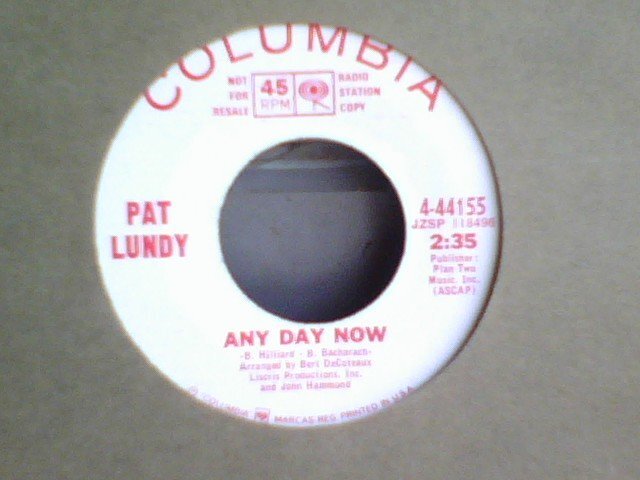 COLUMBIA
NOT
FOR
RESALE
45
RPM
RADIO
STATION
COPY
PAT
LUNDY
4-44155
JZSP 118496
2:35
Publisher:
Plan Two
Music, Inc.
(ASCAP)
ANY DAY NOW
-B. Hilliard - B. Bacharach-
Arranged by Bert DeCoteaux
Productions, Inc.
and John Hammond
© COLUMBIA MARCAS REG. PRINTED IN U.S.A.